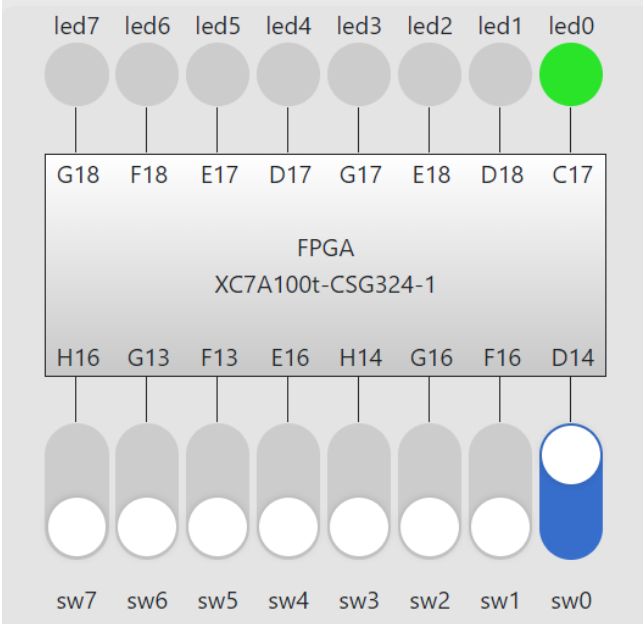 led7 led6 led5 led4 led3 led2 led1 led0
G18 F18 E17 D17 G17 E18 D18 C17
FPGA
XC7A100t-CSG324-1
H16 G13 F13 E16 H14 G16 F16 D14
sw7 sw6 sw5 sw4 sw3 sw2 sw1 sw0